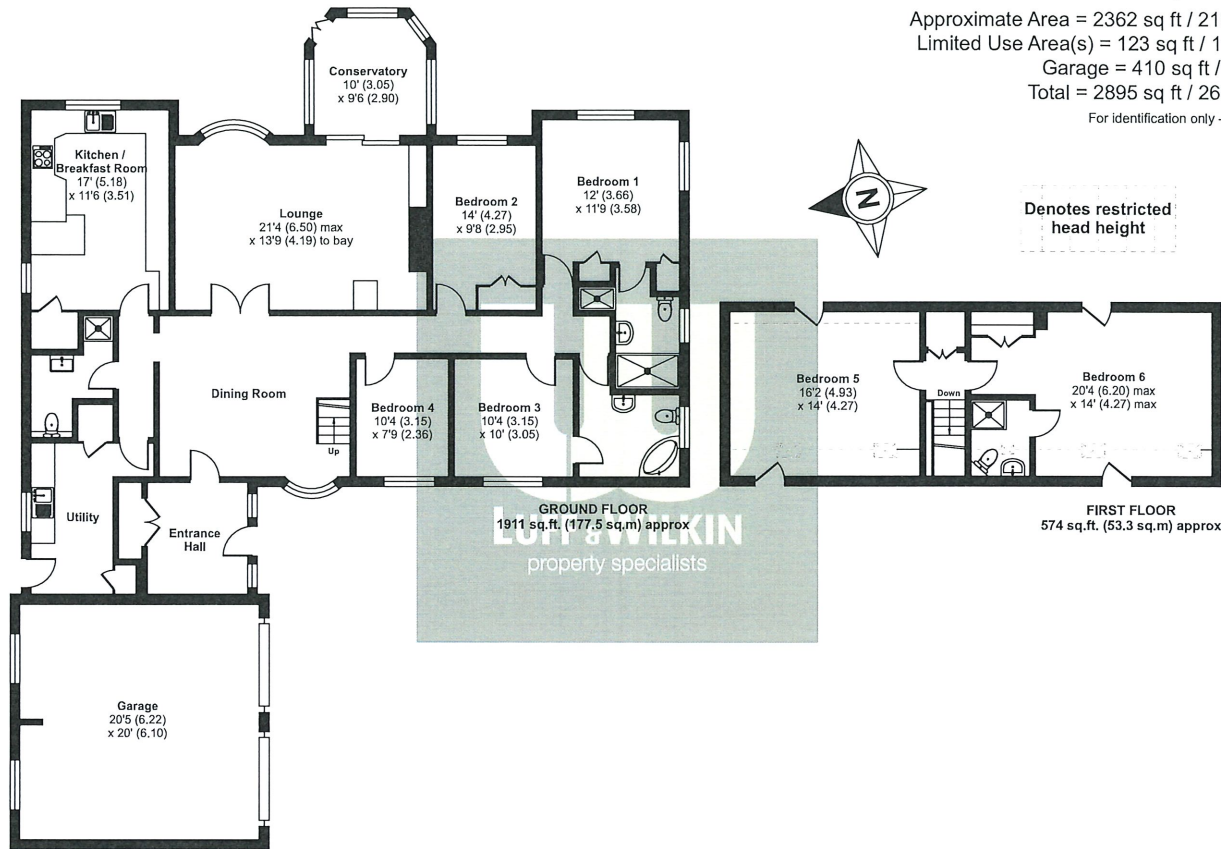 Approximate Area = 2362 sq ft / 21
Limited Use Area(s) = 123 sq ft / 1
Garage = 410 sq ft /
Total = 2895 sq ft / 26
For identification only -
Denotes restricted
head height
N
Conservatory
10' (3.05)
x 9'6 (2.90)
Kitchen /
Breakfast Room
17' (5.18)
x 11'6 (3.51)
Lounge
21'4 (6.50) max
x 13'9 (4.19) to bay
Bedroom 2
14' (4.27)
x 9'8 (2.95)
Bedroom 1
12' (3.66)
x 11'9 (3.58)
Dining Room
Up
Bedroom 4
10'4 (3.15)
x 7'9 (2.36)
Bedroom 3
10'4 (3.15)
x 10' (3.05)
Utility
Entrance
Hall
Garage
20'5 (6.22)
x 20' (6.10)
GROUND FLOOR
1911 sq.ft. (177.5 sq.m) approx
LUFF & WILKIN
property specialists
Bedroom 5
16'2 (4.93)
x 14' (4.27)
Down
Bedroom 6
20'4 (6.20) max
x 14' (4.27) max
FIRST FLOOR
574 sq.ft. (53.3 sq.m) approx